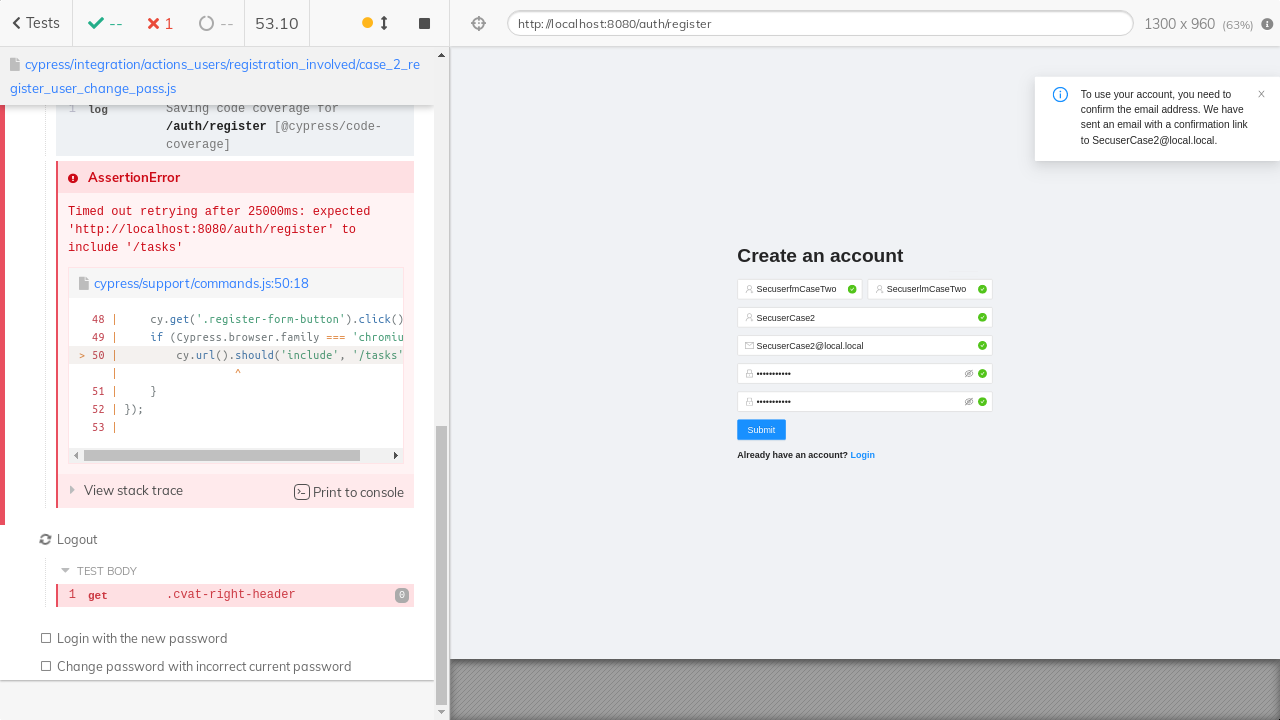 Tests
--
1
--
53.10
http://localhost:8080/auth/register
1300 x 960 (63%)
cypress/integration/actions_users/registration_involved/case_2_re
gister_user_change_pass.js
1 log Saving code coverage for
/auth/register [@cypress/code-
coverage]
AssertionError
Timed out retrying after 25000ms: expected
'http://localhost:8080/auth/register' to
include '/tasks'
cypress/support/commands.js:50:18
48 | cy.get('.register-form-button').click()
49 | if (Cypress.browser.family === 'chromiu
> 50 | cy.url().should('include', '/tasks'
| ^
51 | }
52 | });
53 |
View stack trace
Print to console
Logout
TEST BODY
1 get .cvat-right-header 0
Login with the new password
Change password with incorrect current password
To use your account, you need to
confirm the email address. We have
sent an email with a confirmation link
to SecuserCase2@local.local.
Create an account
SecuserfmCaseTwo
SecuserlmCaseTwo
SecuserCase2
SecuserCase2@local.local
•••••••••••
•••••••••••
Submit
Already have an account? Login